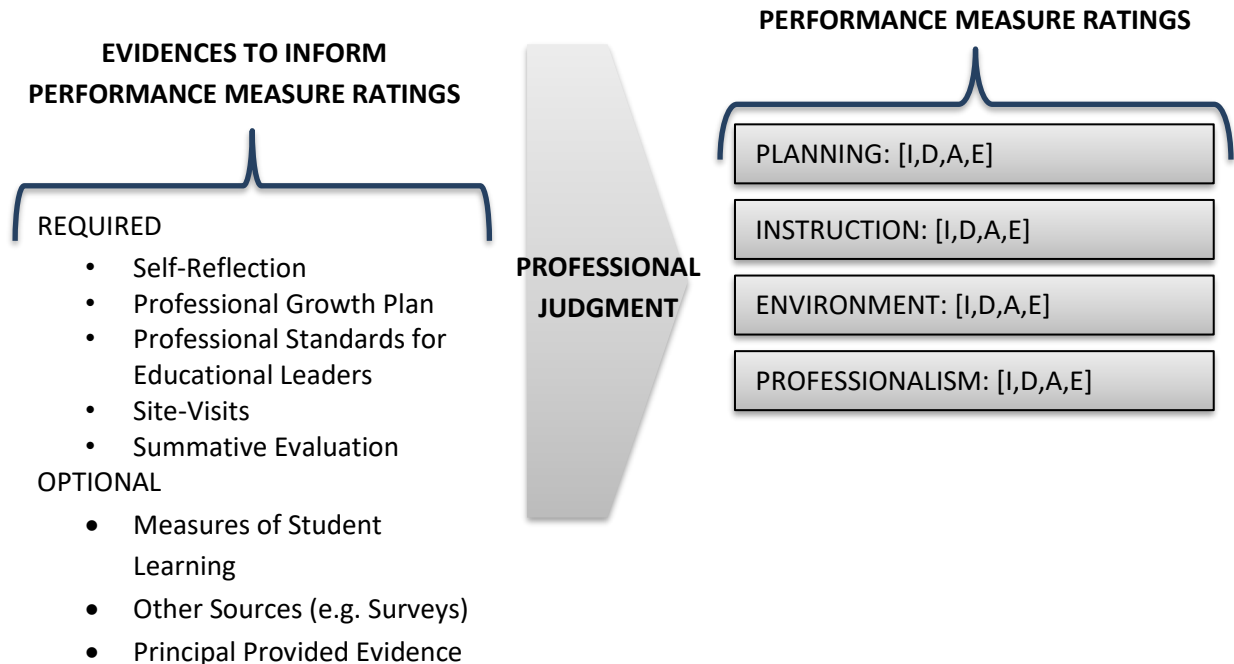 EVIDENCES TO INFORM
PERFORMANCE MEASURE RATINGS
REQUIRED
• Self-Reflection
• Professional Growth Plan
• Professional Standards for
Educational Leaders
• Site-Visits
• Summative Evaluation
OPTIONAL
• Measures of Student
Learning
• Other Sources (e.g. Surveys)
• Principal Provided Evidence
PROFESSIONAL
JUDGMENT
PERFORMANCE MEASURE RATINGS
PLANNING: [I,D,A,E]
INSTRUCTION: [I,D,A,E]
ENVIRONMENT: [I,D,A,E]
PROFESSIONALISM: [I,D,A,E]